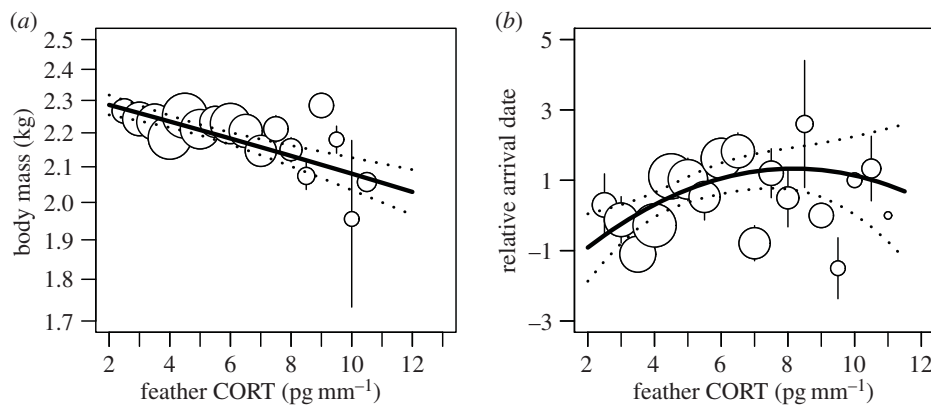 (a)
2.5
2.4
2.3
2.2
2.1
2.0
1.9
1.8
1.7
body mass (kg)
2 4 6 8 10 12
feather CORT (pg mm⁻¹)
(b)
5
3
1
−1
−3
relative arrival date
2 4 6 8 10 12
feather CORT (pg mm⁻¹)